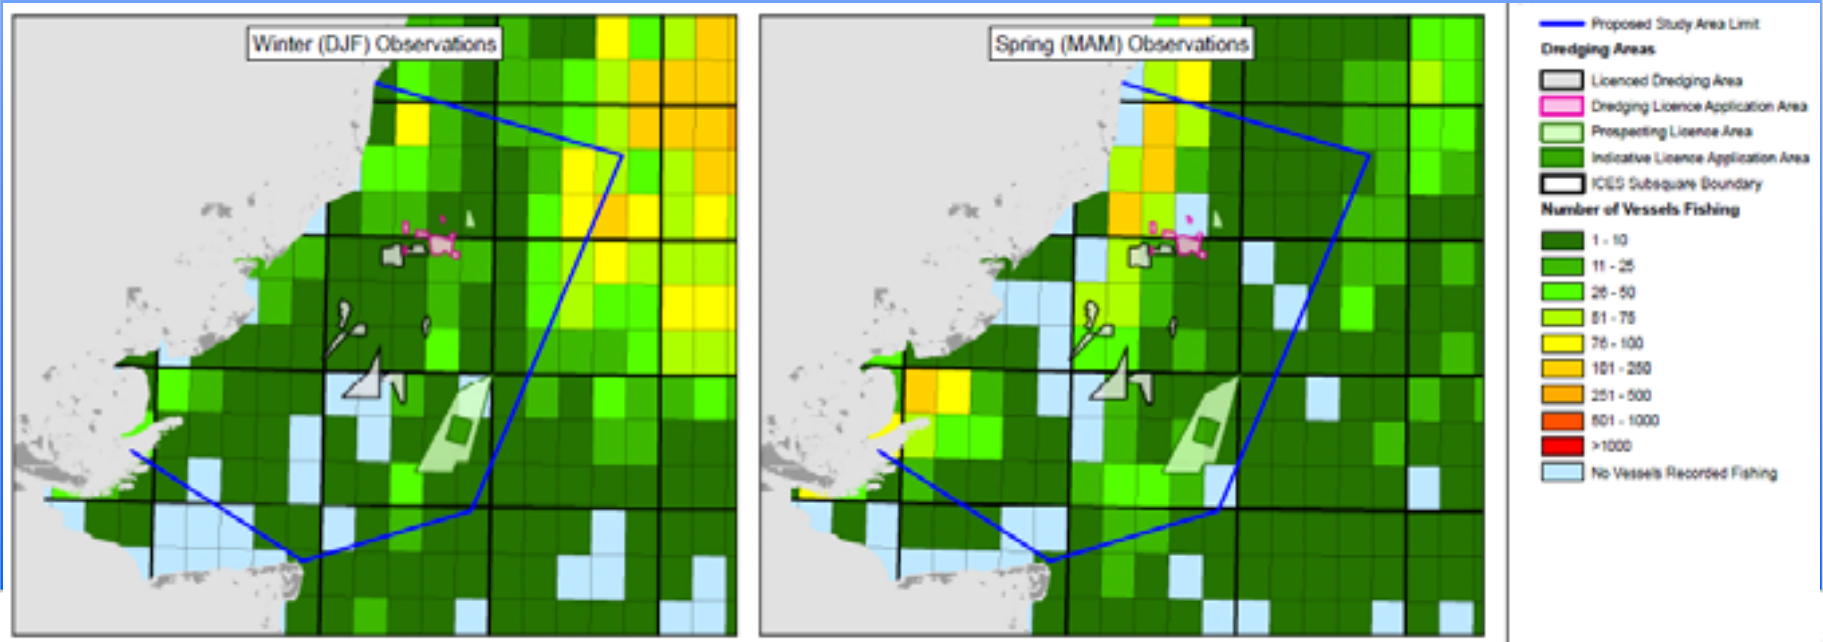 Winter (DJF) Observations
Spring (MAM) Observations
Proposed Study Area Limit
Dredging Areas
Licenced Dredging Area
Dredging Licence Application Area
Prospecting Licence Area
Indicative Licence Application Area
ICES Subsquare Boundary
Number of Vessels Fishing
1 - 10
11 - 25
26 - 50
51 - 75
76 - 100
101 - 250
251 - 500
501 - 1000
>1000
No Vessels Recorded Fishing